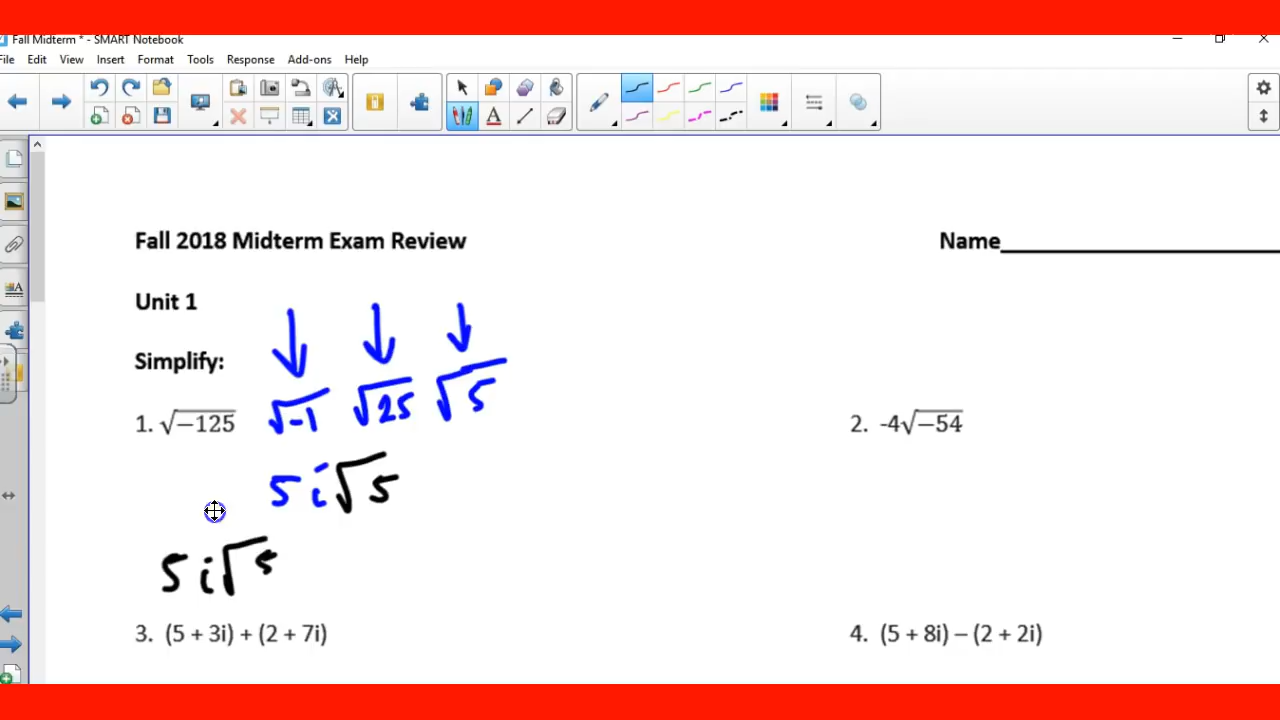 Fall Midterm * - SMART Notebook
File Edit View Insert Format Tools Response Add-ons Help
Fall 2018 Midterm Exam Review Name
Unit 1
Simplify:
√-1 √25 √5
1. √−125
2. -4√−54
5 i√5
5 i√5
3. (5 + 3i) + (2 + 7i)
4. (5 + 8i) – (2 + 2i)